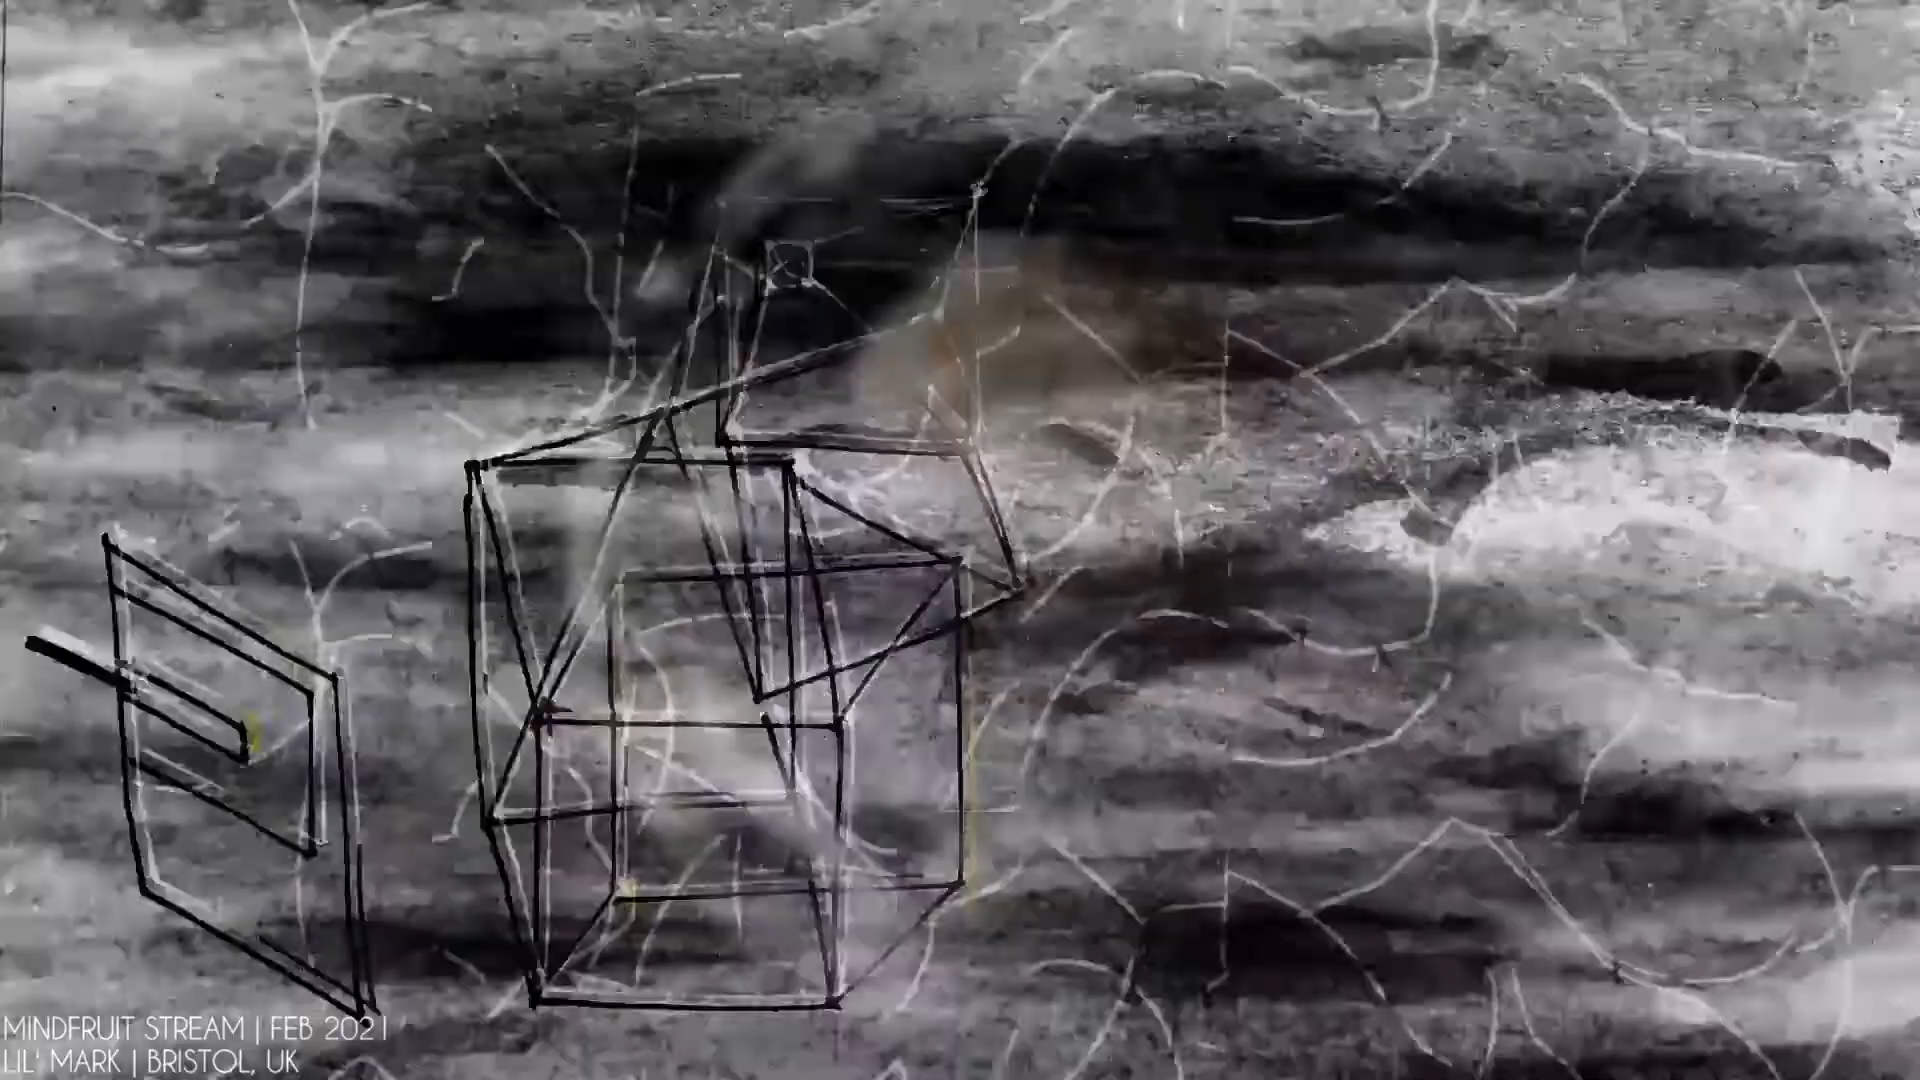 MINDFRUIT STREAM | FEB 2021
LIL' MARK | BRISTOL, UK